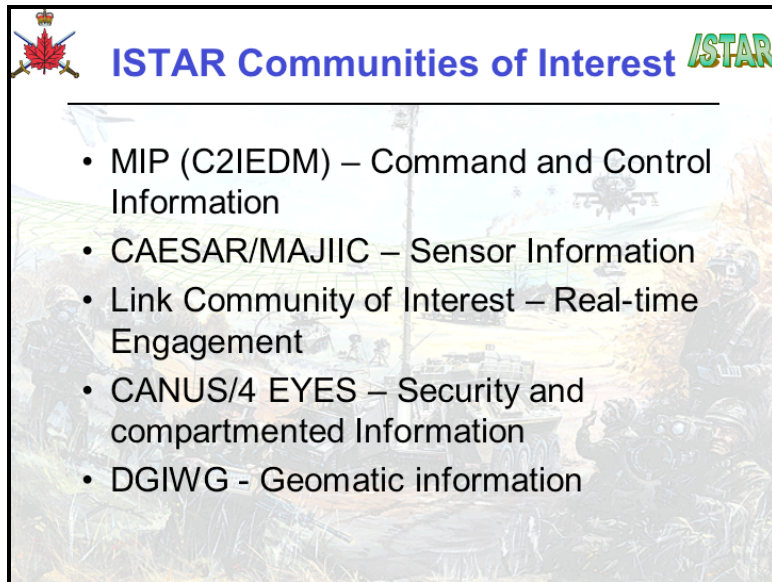 ISTAR Communities of Interest
ISTAR
• MIP (C2IEDM) – Command and Control
Information
• CAESAR/MAJIIC – Sensor Information
• Link Community of Interest – Real-time
Engagement
• CANUS/4 EYES – Security and
compartmented Information
• DGIWG - Geomatic information